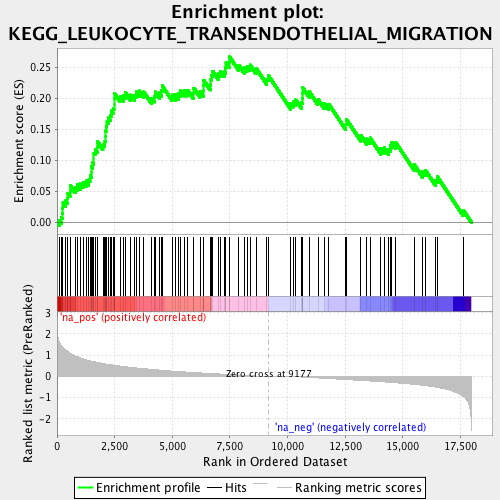 Enrichment plot:
KEGG_LEUKOCYTE_TRANSENDOTHELIAL_MIGRATION
Enrichment score (ES)
0.25
0.20
0.15
0.10
0.05
0.00
'na_pos' (positively correlated)
Ranked list metric (PreRanked)
3
2
1
0
-1
-2
Zero cross at 9177
'na_neg' (negatively correlated)
0
2,500
5,000
7,500
10,000
12,500
15,000
17,500
Rank in Ordered Dataset
Enrichment profile
Hits
Ranking metric scores